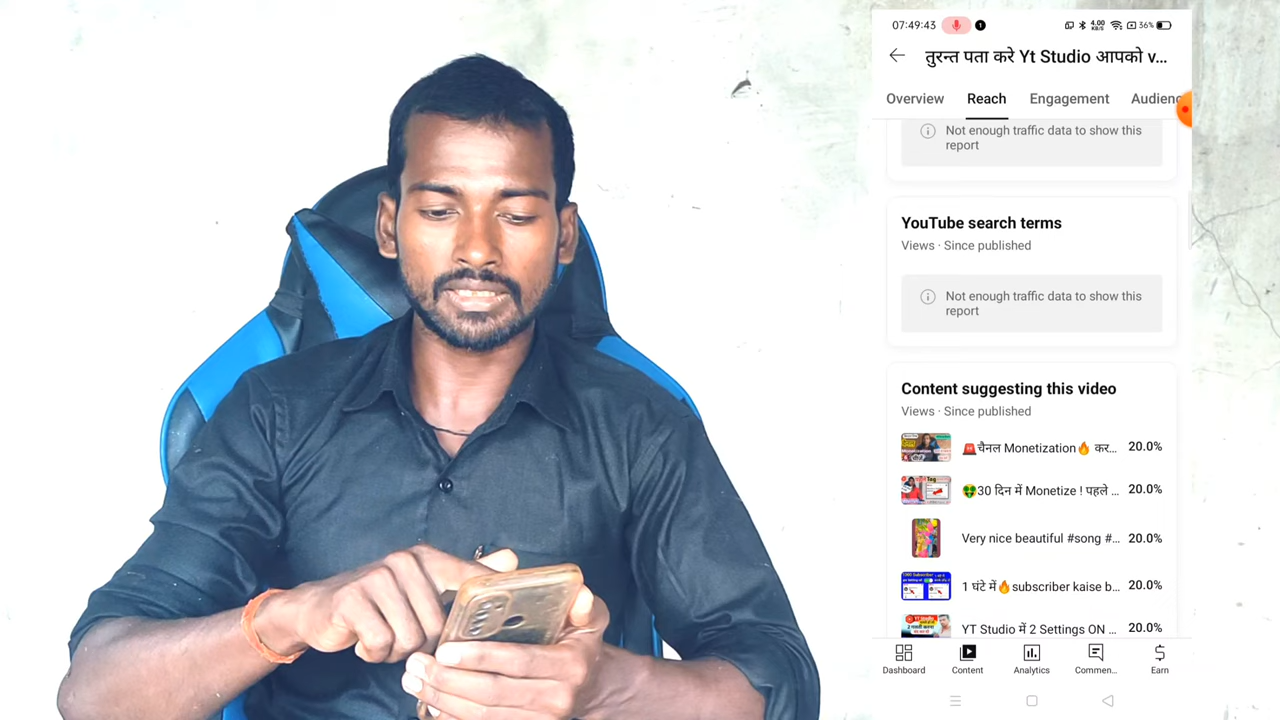 07:49:43
1
4.00
KB/S
36%
तुरन्त पता करे Yt Studio आपको v...
Overview Reach Engagement Audienc
Not enough traffic data to show this
report
YouTube search terms
Views · Since published
Not enough traffic data to show this
report
Content suggesting this video
Views · Since published
🚨चैनल Monetization🔥 कर... 20.0%
🤑30 दिन में Monetize ! पहले ... 20.0%
Very nice beautiful #song #... 20.0%
1 घंटे में🔥subscriber kaise b... 20.0%
YT Studio में 2 Settings ON ... 20.0%
Dashboard Content Analytics Commen... Earn